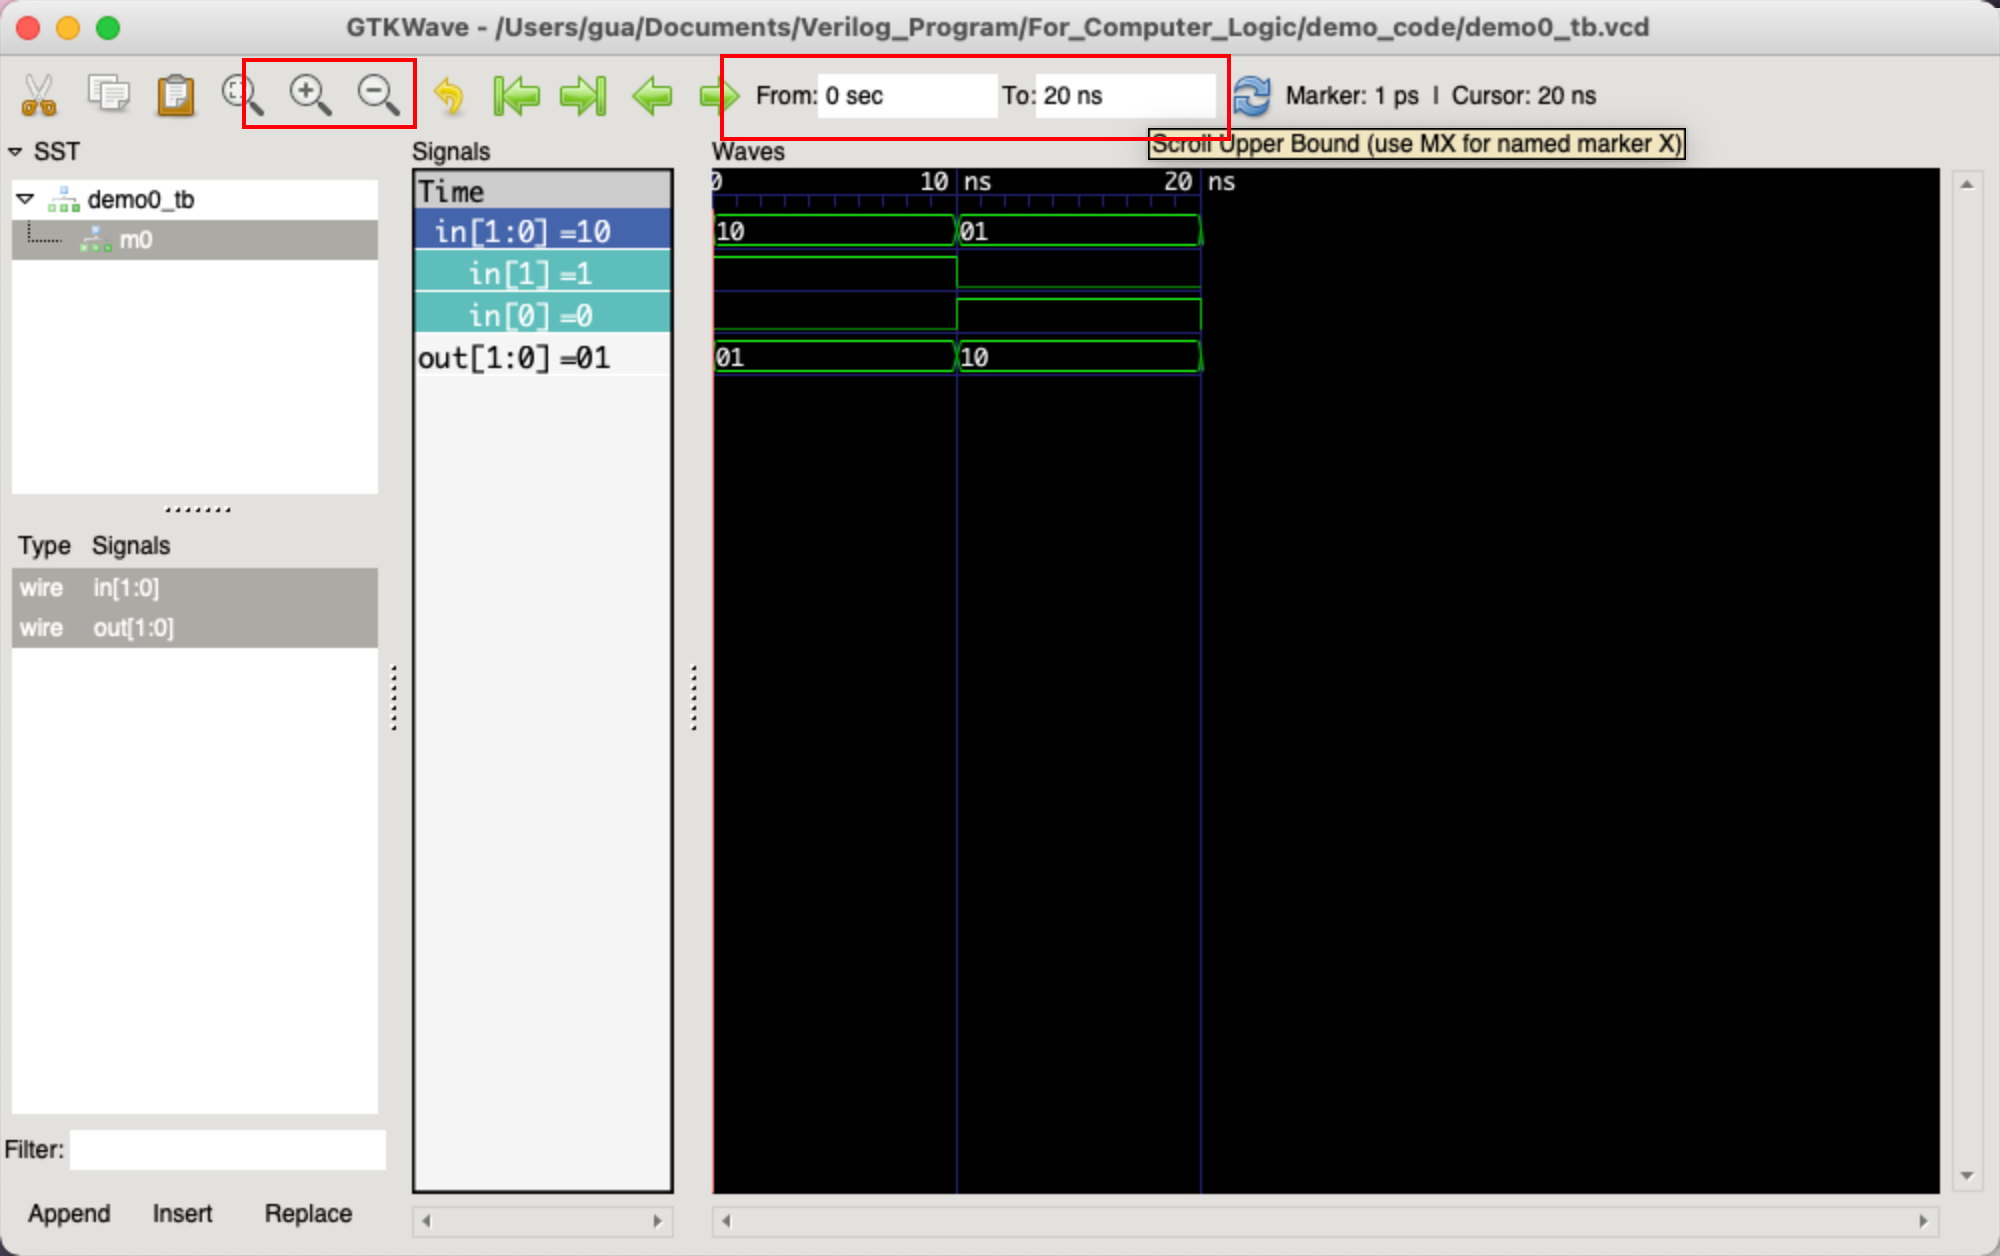 GTKWave - /Users/gua/Documents/Verilog_Program/For_Computer_Logic/demo_code/demo0_tb.vcd
From: 0 sec To: 20 ns Marker: 1 ps | Cursor: 20 ns
Scroll Upper Bound (use MX for named marker X)
SST
demo0_tb
m0
Type Signals
wire in[1:0]
wire out[1:0]
Filter:
Append Insert Replace
Signals
Time
in[1:0] =10
in[1] =1
in[0] =0
out[1:0] =01
Waves
0 10 ns 20 ns
10 01
01 10